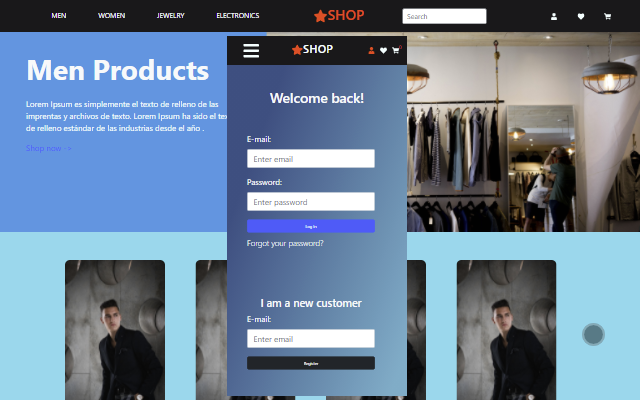 MEN WOMEN JEWELRY ELECTRONICS SHOP Search
Men Products
Lorem Ipsum es simplemente el texto de relleno de las
imprentas y archivos de texto. Lorem Ipsum ha sido el
de relleno estándar de las industrias desde el año .
Shop now ->
SHOP
Welcome back!
E-mail:
Enter email
Password:
Enter password
Log In
Forgot your password?
I am a new customer
E-mail:
Enter email
Register